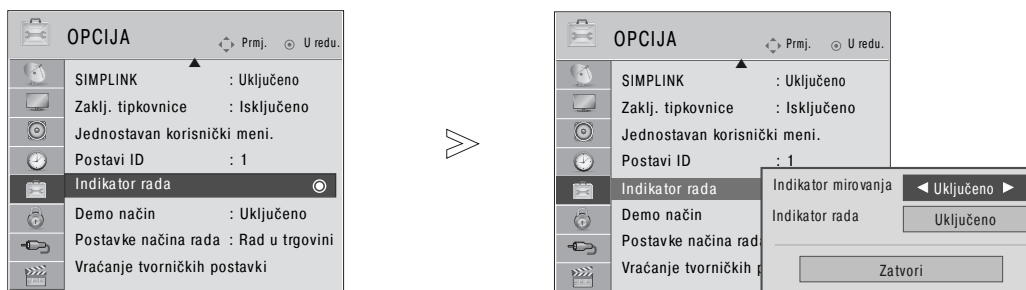 OPCIJA Prmj. U redu.
SIMPLINK : Uključeno
Zaklj. tipkovnice : Isključeno
Jednostavan korisnički meni.
Postavi ID : 1
Indikator rada
Demo način : Uključeno
Postavke načina rada : Rad u trgovini
Vraćanje tvorničkih postavki
OPCIJA Prmj. U redu.
SIMPLINK : Uključeno
Zaklj. tipkovnice : Isključeno
Jednostavan korisnički meni.
Postavi ID : 1
Indikator rada
Demo način
Postavke načina rada
Vraćanje tvorničkih
Indikator mirovanja ◄ Uključeno ►
Indikator rada Uključeno
Zatvori